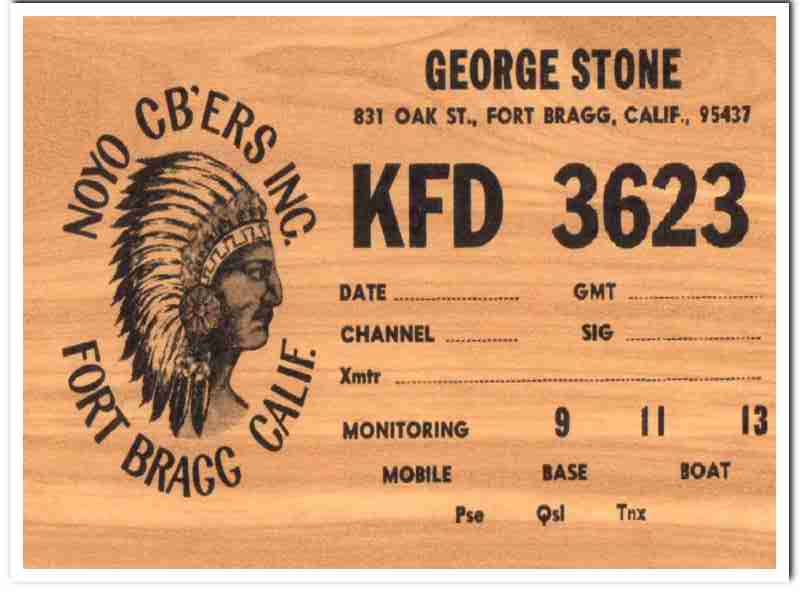 NOYO CB'ERS INC.
FORT BRAGG CALIF.
GEORGE STONE
831 OAK ST., FORT BRAGG, CALIF., 95437
KFD 3623
DATE GMT
CHANNEL SIG
Xmtr
MONITORING 9 11 13
MOBILE BASE BOAT
Pse Qsl Tnx